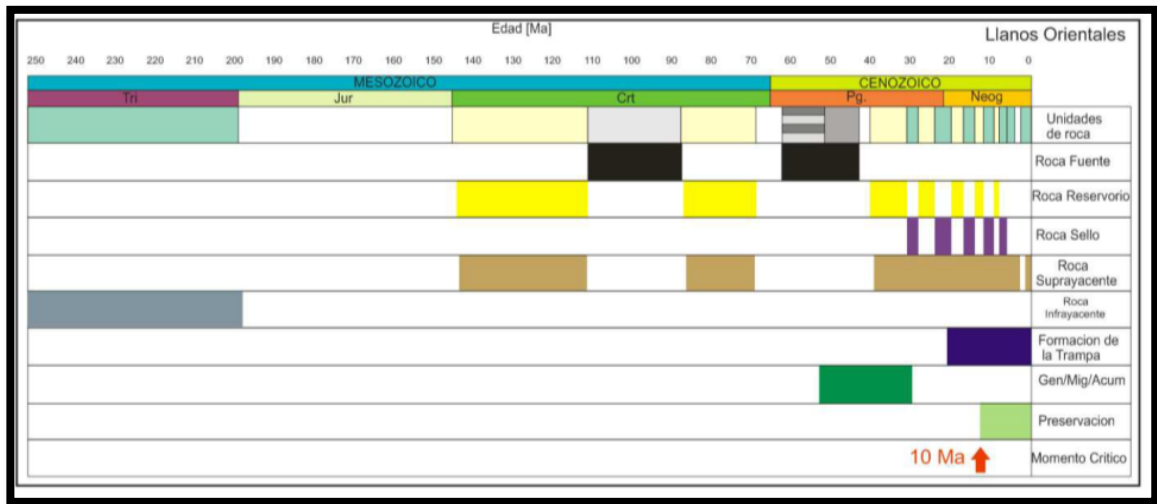 Edad [Ma]
Llanos Orientales
250 240 230 220 210 200 190 180 170 160 150 140 130 120 110 100 90 80 70 60 50 40 30 20 10 0
MESOZOICO CENOZOICO
Tri Jur Crt Pg. Neog
Unidades
de roca
Roca Fuente
Roca Reservorio
Roca Sello
Roca
Suprayacente
Roca
Infrayacente
Formacion de
la Trampa
Gen/Mig/Acum
Preservacion
10 Ma
Momento Critico